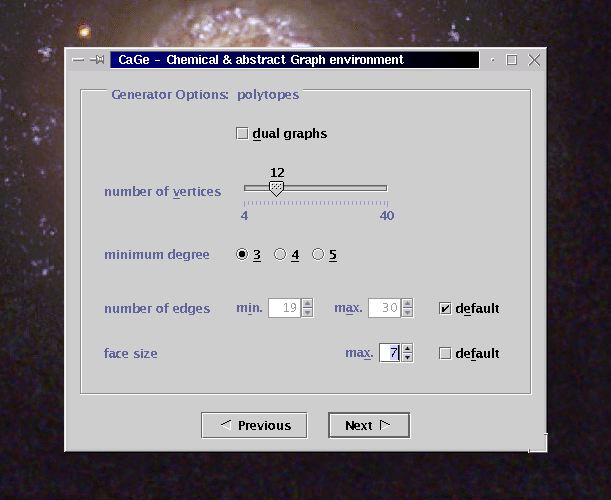 CaGe - Chemical & abstract Graph environment
Generator Options: polytopes
dual graphs
12
number of vertices
4 40
minimum degree 3 4 5
number of edges min. 19 max. 30 default
face size max. 7 default
Previous Next